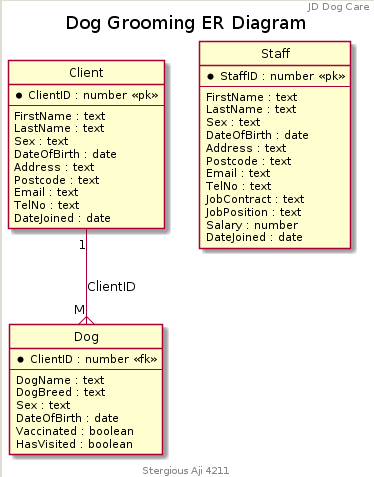 JD Dog Care
Dog Grooming ER Diagram
Client
ClientID : number «pk»
FirstName : text
LastName : text
Sex : text
DateOfBirth : date
Address : text
Postcode : text
Email : text
TelNo : text
DateJoined : date
Staff
StaffID : number «pk»
FirstName : text
LastName : text
Sex : text
DateOfBirth : date
Address : text
Postcode : text
Email : text
TelNo : text
JobContract : text
JobPosition : text
Salary : number
DateJoined : date
1
ClientID
M
Dog
ClientID : number «fk»
DogName : text
DogBreed : text
Sex : text
DateOfBirth : date
Vaccinated : boolean
HasVisited : boolean
Stergious Aji 4211